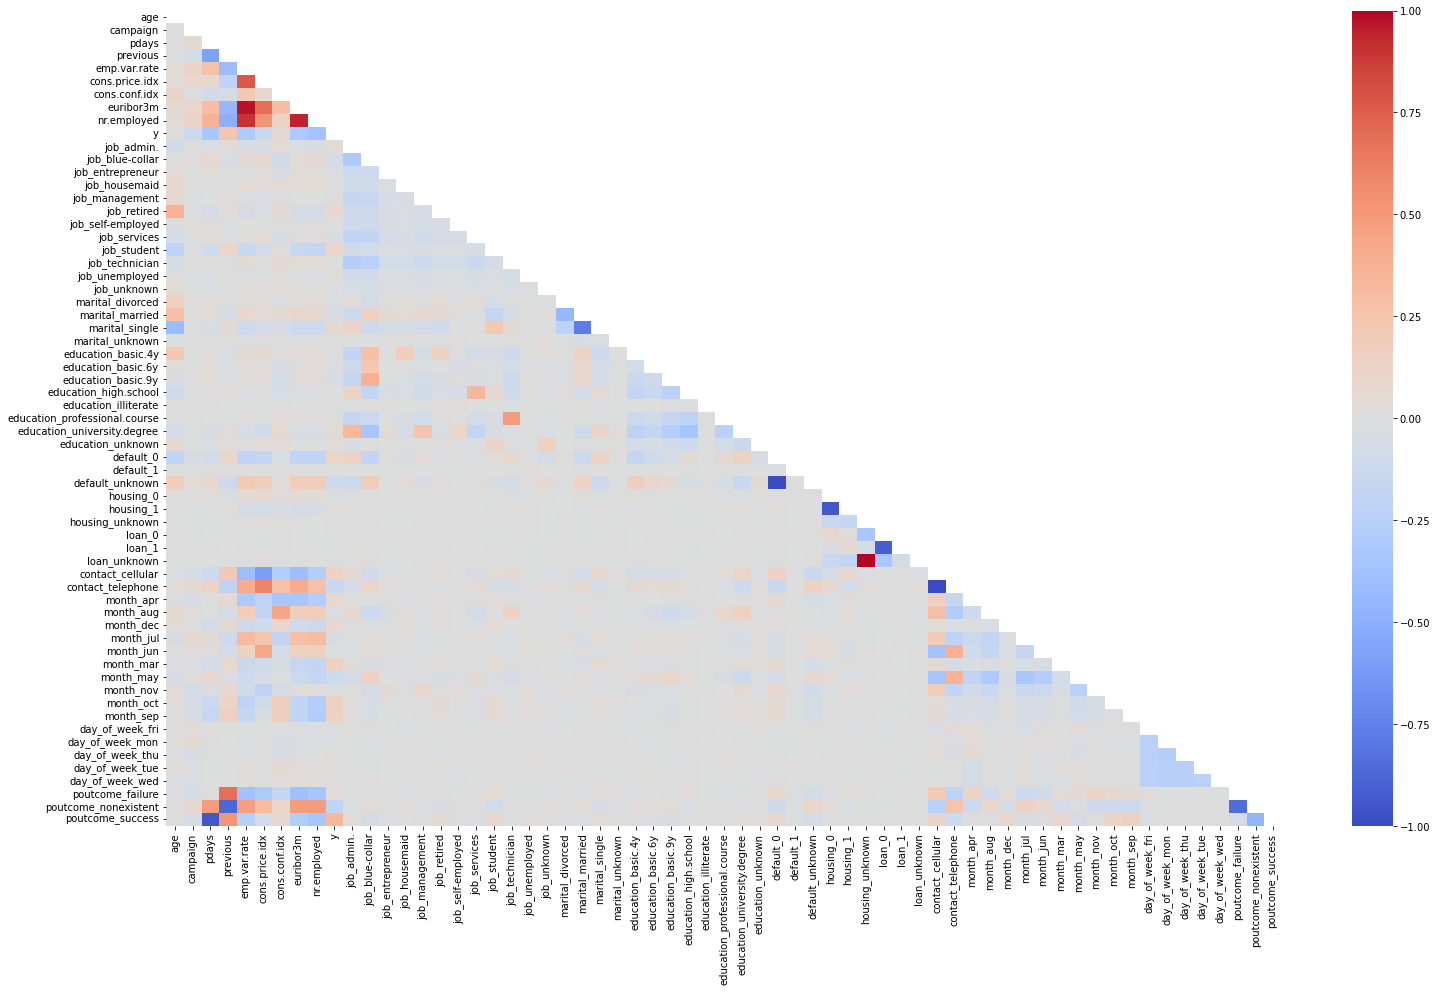 age
campaign
pdays
previous
emp.var.rate
cons.price.idx
cons.conf.idx
euribor3m
nr.employed
y
job_admin.
job_blue-collar
job_entrepreneur
job_housemaid
job_management
job_retired
job_self-employed
job_services
job_student
job_technician
job_unemployed
job_unknown
marital_divorced
marital_married
marital_single
marital_unknown
education_basic.4y
education_basic.6y
education_basic.9y
education_high.school
education_illiterate
education_professional.course
education_university.degree
education_unknown
default_0
default_1
default_unknown
housing_0
housing_1
housing_unknown
loan_0
loan_1
loan_unknown
contact_cellular
contact_telephone
month_apr
month_aug
month_dec
month_jul
month_jun
month_mar
month_may
month_nov
month_oct
month_sep
day_of_week_fri
day_of_week_mon
day_of_week_thu
day_of_week_tue
day_of_week_wed
poutcome_failure
poutcome_nonexistent
poutcome_success
age
campaign
pdays
previous
emp.var.rate
cons.price.idx
cons.conf.idx
euribor3m
nr.employed
y
job_admin.
job_blue-collar
job_entrepreneur
job_housemaid
job_management
job_retired
job_self-employed
job_services
job_student
job_technician
job_unemployed
job_unknown
marital_divorced
marital_married
marital_single
marital_unknown
education_basic.4y
education_basic.6y
education_basic.9y
education_high.school
education_illiterate
education_professional.course
education_university.degree
education_unknown
default_0
default_1
default_unknown
housing_0
housing_1
housing_unknown
loan_0
loan_1
loan_unknown
contact_cellular
contact_telephone
month_apr
month_aug
month_dec
month_jul
month_jun
month_mar
month_may
month_nov
month_oct
month_sep
day_of_week_fri
day_of_week_mon
day_of_week_thu
day_of_week_tue
day_of_week_wed
poutcome_failure
poutcome_nonexistent
poutcome_success
1.00
0.75
0.50
0.25
0.00
−0.25
−0.50
−0.75
−1.00